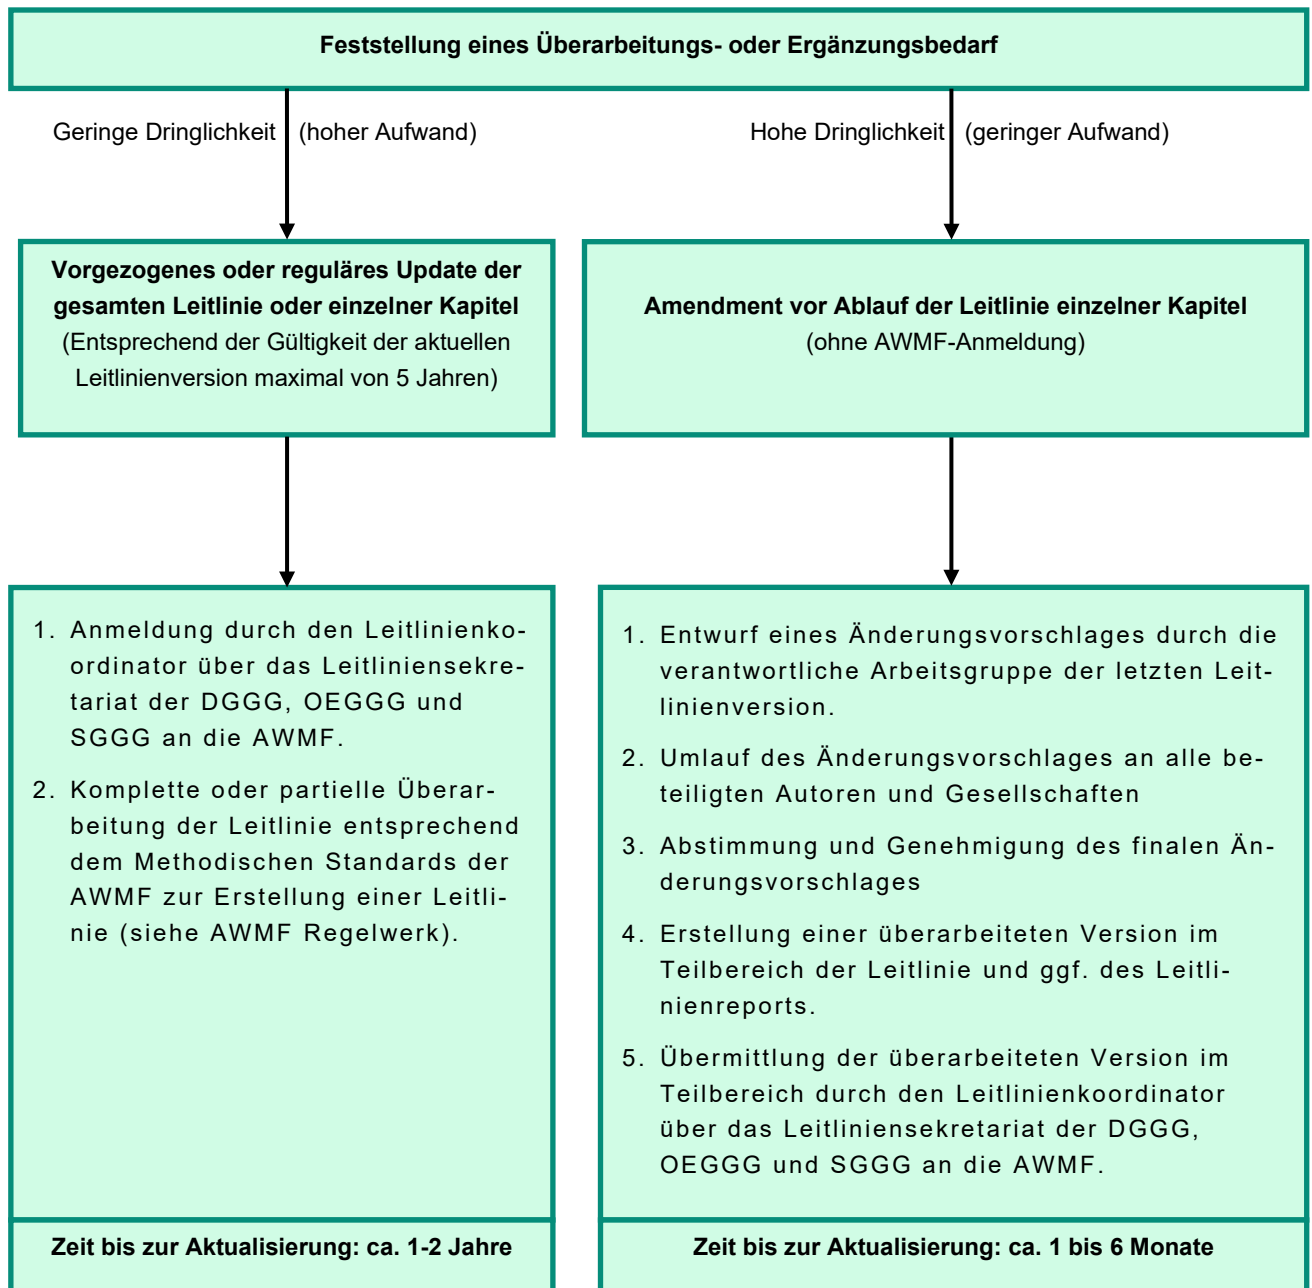 Feststellung eines Überarbeitungs- oder Ergänzungsbedarf
Geringe Dringlichkeit (hoher Aufwand)
Hohe Dringlichkeit (geringer Aufwand)
Vorgezogenes oder reguläres Update der
gesamten Leitlinie oder einzelner Kapitel
(Entsprechend der Gültigkeit der aktuellen
Leitlinienversion maximal von 5 Jahren)
Amendment vor Ablauf der Leitlinie einzelner Kapitel
(ohne AWMF-Anmeldung)
1. Anmeldung durch den Leitlinienko-
ordinator über das Leitliniensekre-
tariat der DGGG, OEGGG und
SGGG an die AWMF.
2. Komplette oder partielle Überar-
beitung der Leitlinie entsprechend
dem Methodischen Standards der
AWMF zur Erstellung einer Leitli-
nie (siehe AWMF Regelwerk).
Zeit bis zur Aktualisierung: ca. 1-2 Jahre
1. Entwurf eines Änderungsvorschlages durch die
verantwortliche Arbeitsgruppe der letzten Leit-
linienversion.
2. Umlauf des Änderungsvorschlages an alle be-
teiligten Autoren und Gesellschaften
3. Abstimmung und Genehmigung des finalen Än-
derungsvorschlages
4. Erstellung einer überarbeiteten Version im
Teilbereich der Leitlinie und ggf. des Leitli-
nienreports.
5. Übermittlung der überarbeiteten Version im
Teilbereich durch den Leitlinienkoordinator
über das Leitliniensekretariat der DGGG,
OEGGG und SGGG an die AWMF.
Zeit bis zur Aktualisierung: ca. 1 bis 6 Monate